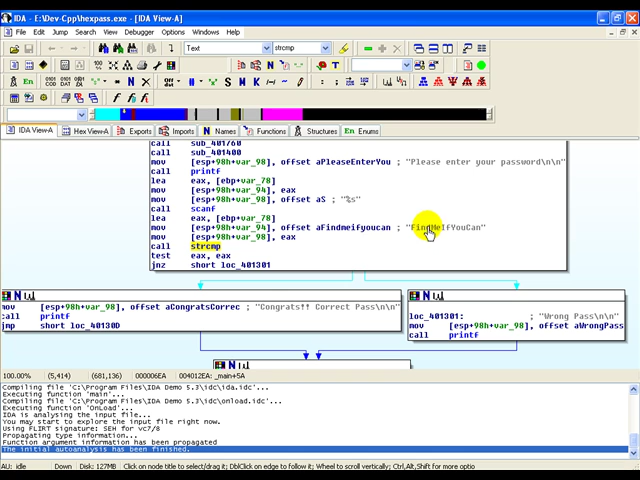 IDA - E:\Dev-Cpp\hexpass.exe - [IDA View-A]
File Edit Jump Search View Debugger Options Windows Help
Text strcmp
En S M K
IDA View-A Hex View-A Exports Imports Names Functions Structures En Enums
call sub_401760
call sub_401400
mov [esp+98h+var_98], offset aPleaseEnterYou ; "Please enter your password\n\n"
call printf
lea eax, [ebp+var_78]
mov [esp+98h+var_94], eax
mov [esp+98h+var_98], offset aS ; "%s"
call scanf
lea eax, [ebp+var_78]
mov [esp+98h+var_94], offset aFindmeifyoucan ; "FindMeIfYouCan"
mov [esp+98h+var_98], eax
call strcmp
test eax, eax
jnz short loc_401301
mov [esp+98h+var_98], offset aCongratsCorrec ; "Congrats!! Correct Pass\n\n"
call printf
jmp short loc_40130D
loc_401301: ; "Wrong Pass\n\n"
mov [esp+98h+var_98], offset aWrongPass
call printf
100.00% (5,414) (681,136) 000006EA 004012EA: _main+5A
Compiling file 'C:\Program Files\IDA Demo 5.3\idc\ida.idc'...
Executing function 'main'...
Compiling file 'C:\Program Files\IDA Demo 5.3\idc\onload.idc'...
Executing function 'OnLoad'...
IDA is analysing the input file...
You may start to explore the input file right now.
Using FLIRT signature: SEH for vc7/8
Propagating type information...
Function argument information has been propagated
The initial autoanalysis has been finished.
AU: idle Down Disk: 127MB Click on node title to select/drag it; DblClick on edge to follow it; Wheel to scroll vertically; Ctrl,Alt,Shift for more optio